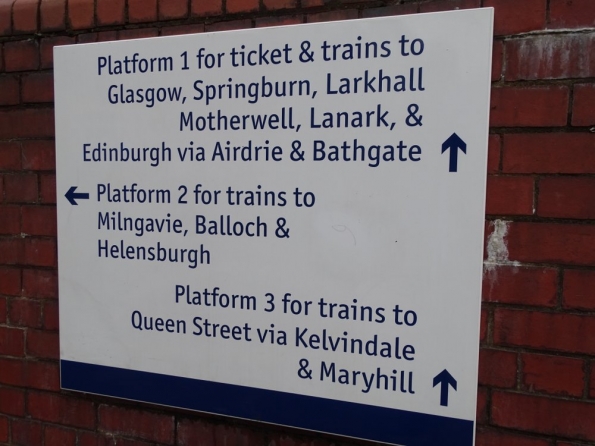 Platform 1 for ticket & trains to
Glasgow, Springburn, Larkhall
Motherwell, Lanark, &
Edinburgh via Airdrie & Bathgate
Platform 2 for trains to
Milngavie, Balloch &
Helensburgh
Platform 3 for trains to
Queen Street via Kelvindale
& Maryhill